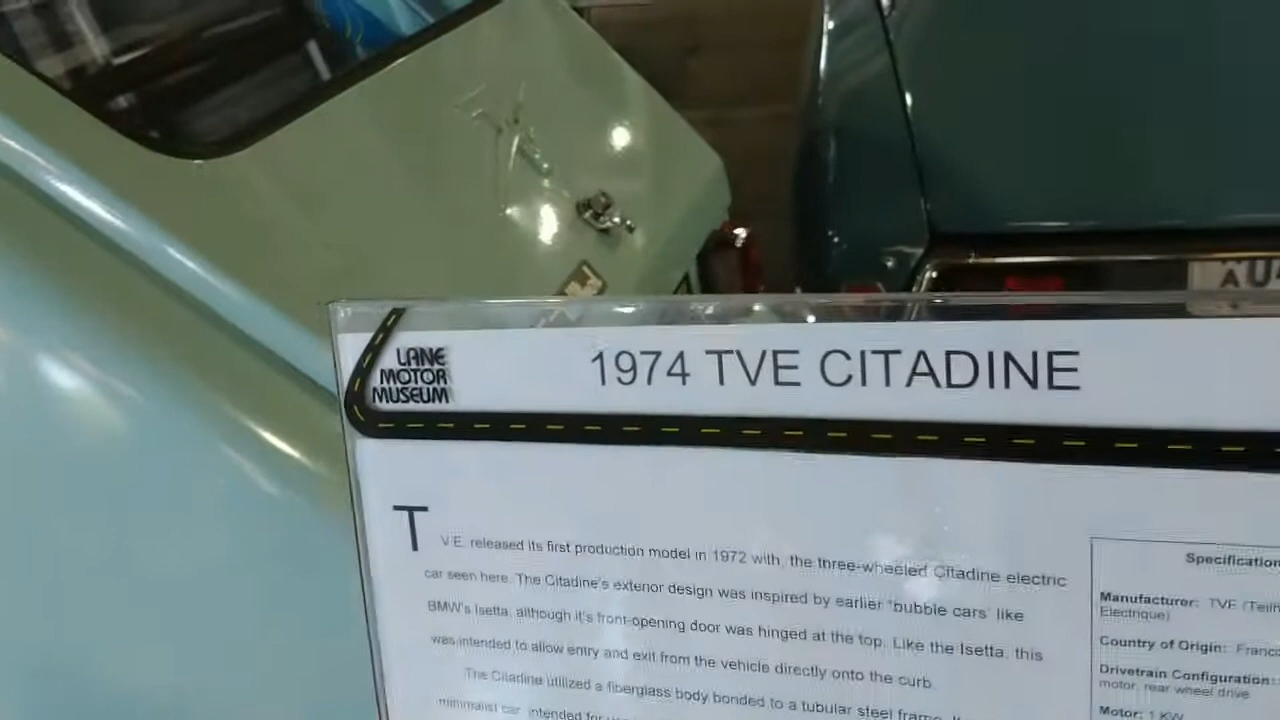 LANE
MOTOR
MUSEUM
1974 TVE CITADINE
T.V.E. released its first production model in 1972 with, the three-wheeled Citadine electric
car seen here. The Citadine's exterior design was inspired by earlier "bubble cars" like
BMW's Isetta, although it's front-opening door was hinged at the top. Like the Isetta, this
was intended to allow entry and exit from the vehicle directly onto the curb.
The Citadine utilized a fiberglass body bonded to a tubular steel frame.
minimalist car intended for
Specification
Manufacturer: TVE (Teilh
Electrique)
Country of Origin: Franc
Drivetrain Configuration:
motor, rear wheel drive
Motor: 1 KW